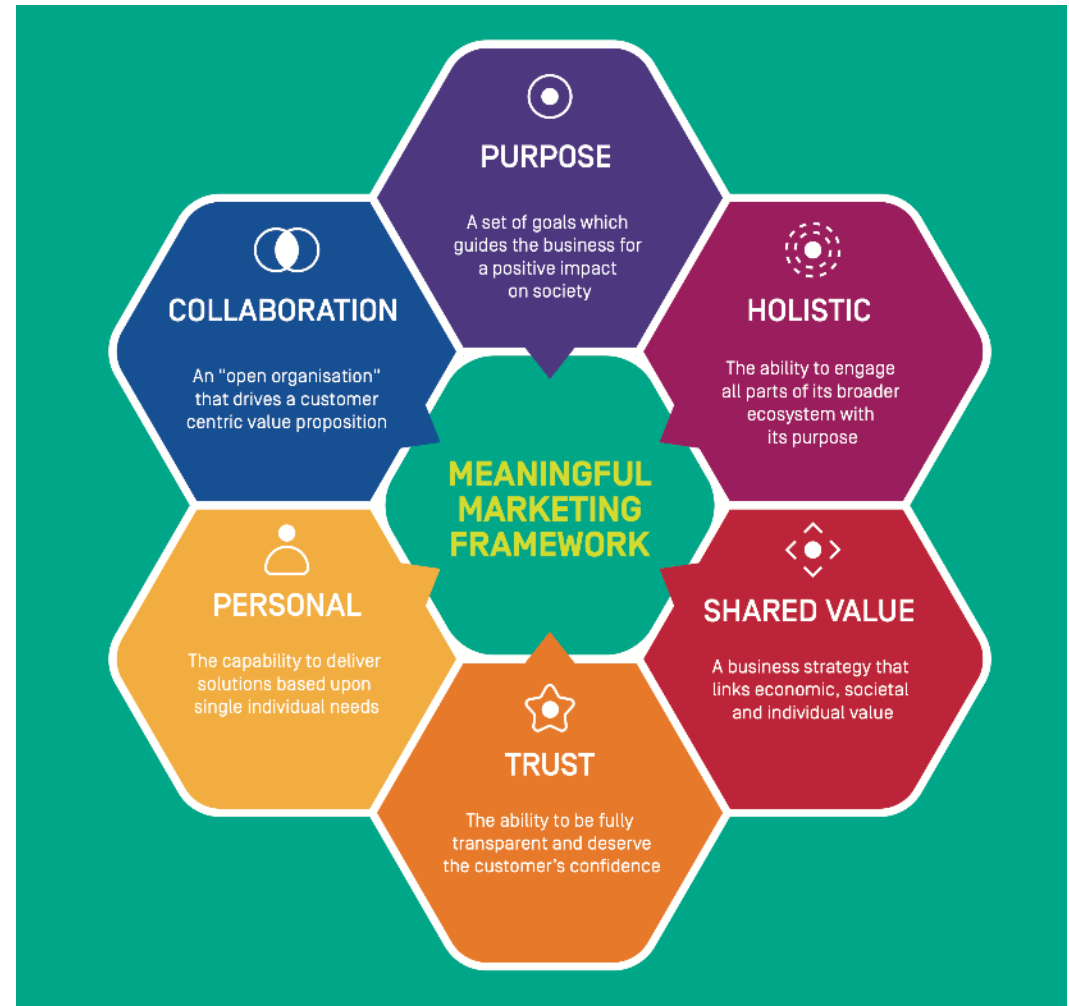 PURPOSE
A set of goals which
guides the business for
a positive impact
on society
HOLISTIC
The ability to engage
all parts of its broader
ecosystem with
its purpose
SHARED VALUE
A business strategy that
links economic, societal
and individual value
TRUST
The ability to be fully
transparent and deserve
the customer's confidence
PERSONAL
The capability to deliver
solutions based upon
single individual needs
COLLABORATION
An "open organisation"
that drives a customer
centric value proposition
MEANINGFUL
MARKETING
FRAMEWORK